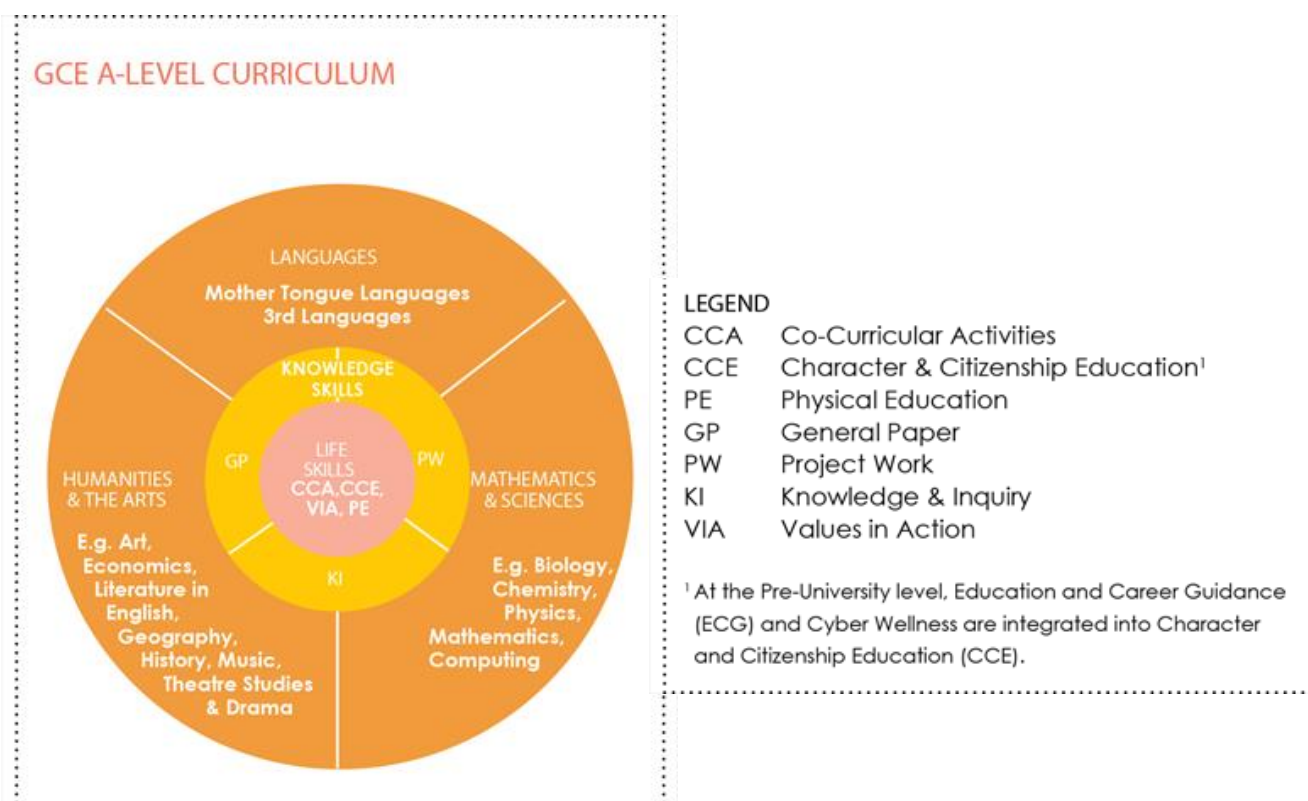 GCE A-LEVEL CURRICULUM
LANGUAGES
Mother Tongue Languages
3rd Languages
KNOWLEDGE
SKILLS
GP
PW
KI
LIFE
SKILLS
CCA,CCE,
VIA, PE
HUMANITIES
& THE ARTS
E.g. Art,
Economics,
Literature in
English,
Geography,
History, Music,
Theatre Studies
& Drama
MATHEMATICS
& SCIENCES
E.g. Biology,
Chemistry,
Physics,
Mathematics,
Computing
LEGEND
CCA Co-Curricular Activities
CCE Character & Citizenship Education¹
PE Physical Education
GP General Paper
PW Project Work
KI Knowledge & Inquiry
VIA Values in Action
¹ At the Pre-University level, Education and Career Guidance
(ECG) and Cyber Wellness are integrated into Character
and Citizenship Education (CCE).